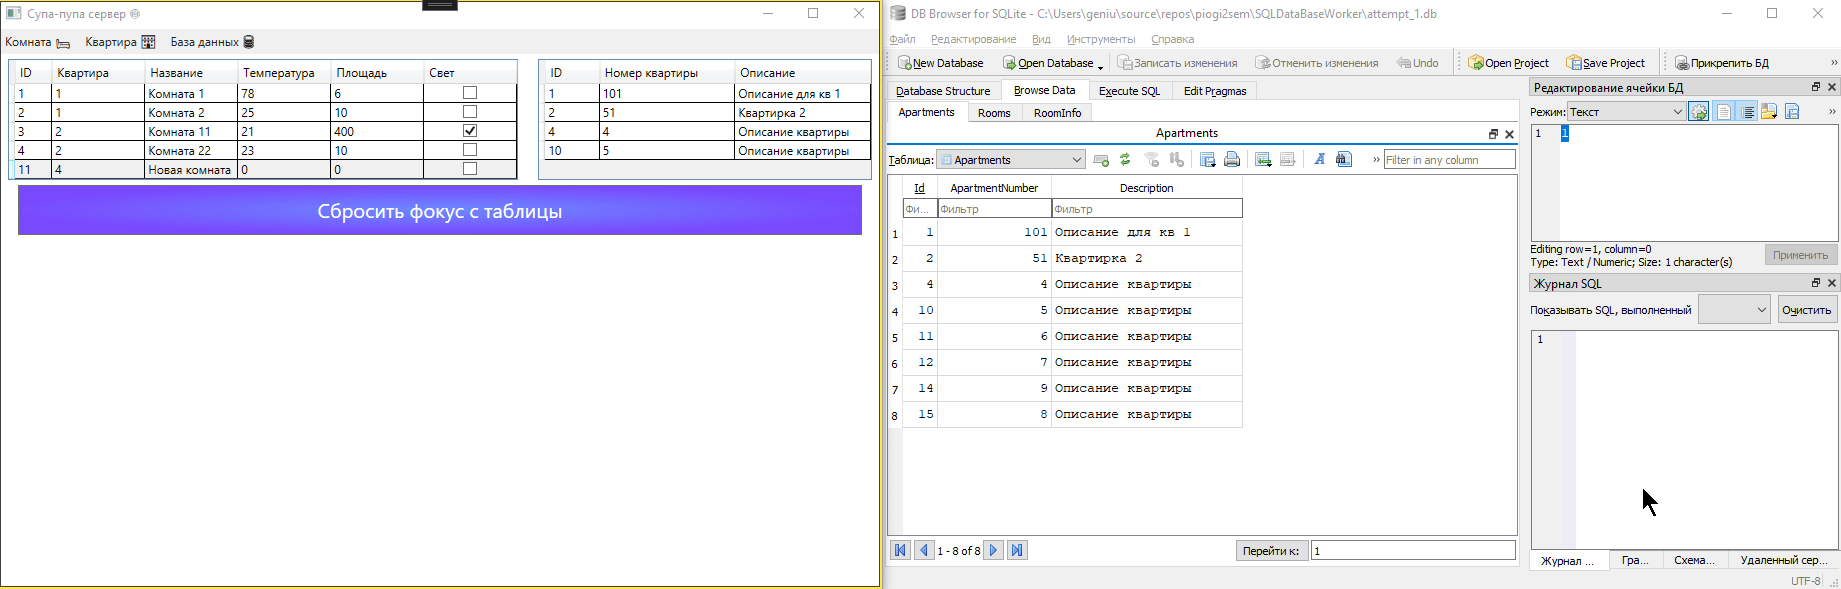 Супа-пупа сервер ®
Комната Квартира База данных
ID Квартира Название Температура Площадь Свет
1 1 Комната 1 78 6
2 1 Комната 2 25 10
3 2 Комната 11 21 400
4 2 Комната 22 23 10
11 4 Новая комната 0 0
ID Номер квартиры Описание
1 101 Описание для кв 1
2 51 Квартирка 2
4 4 Описание квартиры
10 5 Описание квартиры
Сбросить фокус с таблицы
DB Browser for SQLite - C:\Users\geniu\source\repos\piogi2sem\SQLDataBaseWorker\attempt_1.db
Файл Редактирование Вид Инструменты Справка
New Database Open Database Записать изменения Отменить изменения Undo Open Project Save Project Прикрепить БД »
Database Structure Browse Data Execute SQL Edit Pragmas
Apartments Rooms RoomInfo
Apartments
Таблица: Apartments » Filter in any column
Id ApartmentNumber Description
Фи... Фильтр Фильтр
1 1 101 Описание для кв 1
2 2 51 Квартирка 2
3 4 4 Описание квартиры
4 10 5 Описание квартиры
5 11 6 Описание квартиры
6 12 7 Описание квартиры
7 14 9 Описание квартиры
8 15 8 Описание квартиры
1 - 8 of 8 Перейти к: 1
Редактирование ячейки БД
Режим: Текст »
1 1
Editing row=1, column=0
Type: Text / Numeric; Size: 1 character(s)
Применить
Журнал SQL
Показывать SQL, выполненный Очистить
1
Журнал ... Гра... Схема... Удаленный сер...
UTF-8